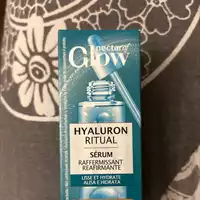 nectar of
Glow
HYALURON
RITUAL
SÉRUM
RAFFERMISSANT
REAFIRMANTE
LISSE ET HYDRATE
ALISA E HIDRATA